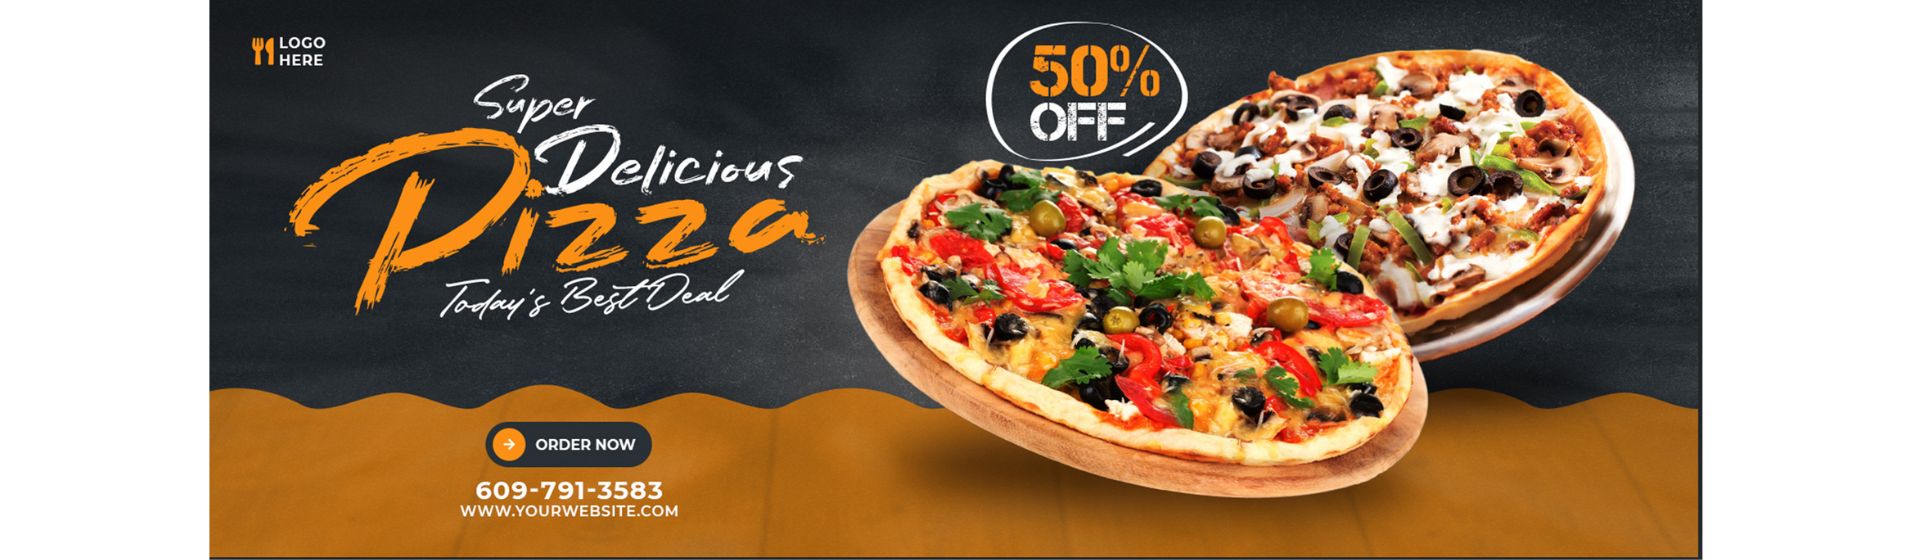 LOGO
HERE
Super
Delicious
Pizza
Today's Best Deal
50%
OFF
ORDER NOW
609-791-3583
WWW.YOURWEBSITE.COM